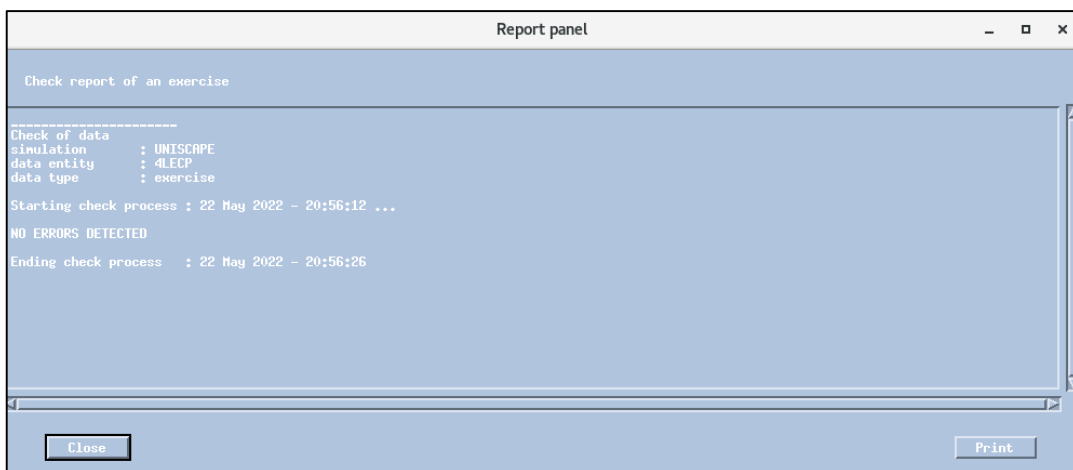 Report panel
Check report of an exercise
Check of data
simulation : UNISCAPE
data entity : 4LECP
data type : exercise
Starting check process : 22 May 2022 - 20:56:12 ...
NO ERRORS DETECTED
Ending check process : 22 May 2022 - 20:56:26
Close
Print